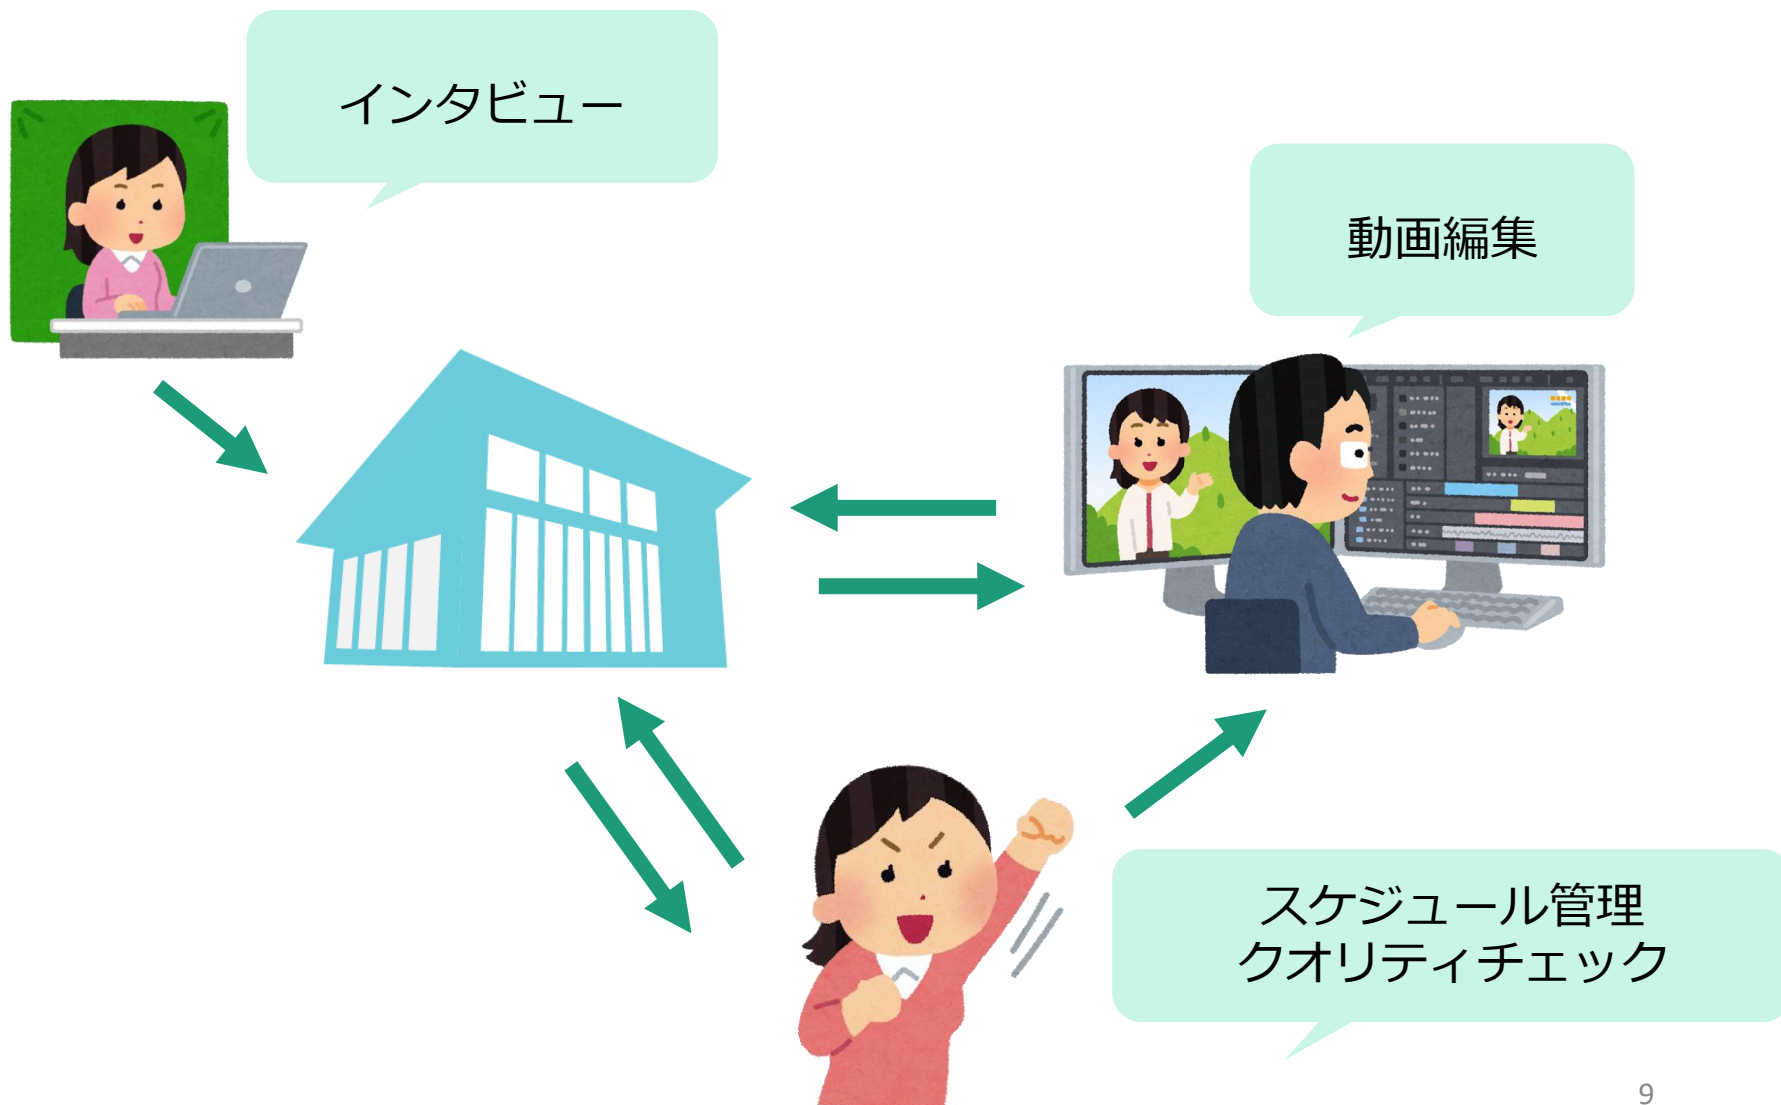 インタビュー
動画編集
スケジュール管理
クオリティチェック
9